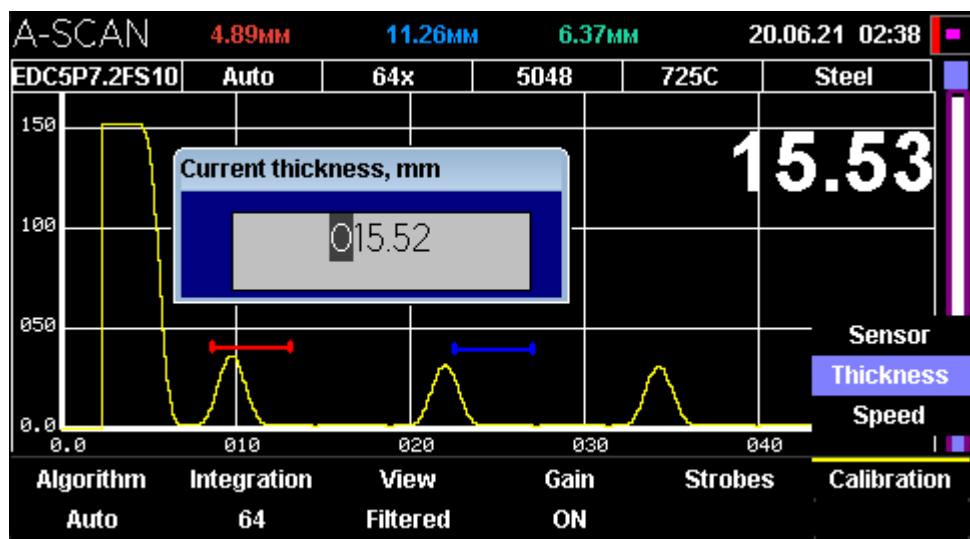 A-SCAN 4.89мм 11.26мм 6.37мм 20.06.21 02:38
EDC5P7.2FS10 Auto 64x 5048 725C Steel
150
15.53
Current thickness, mm
015.52
100
050
Sensor
Thickness
Speed
0.0
0.0 010 020 030 040
Algorithm Integration View Gain Strobes Calibration
Auto 64 Filtered ON